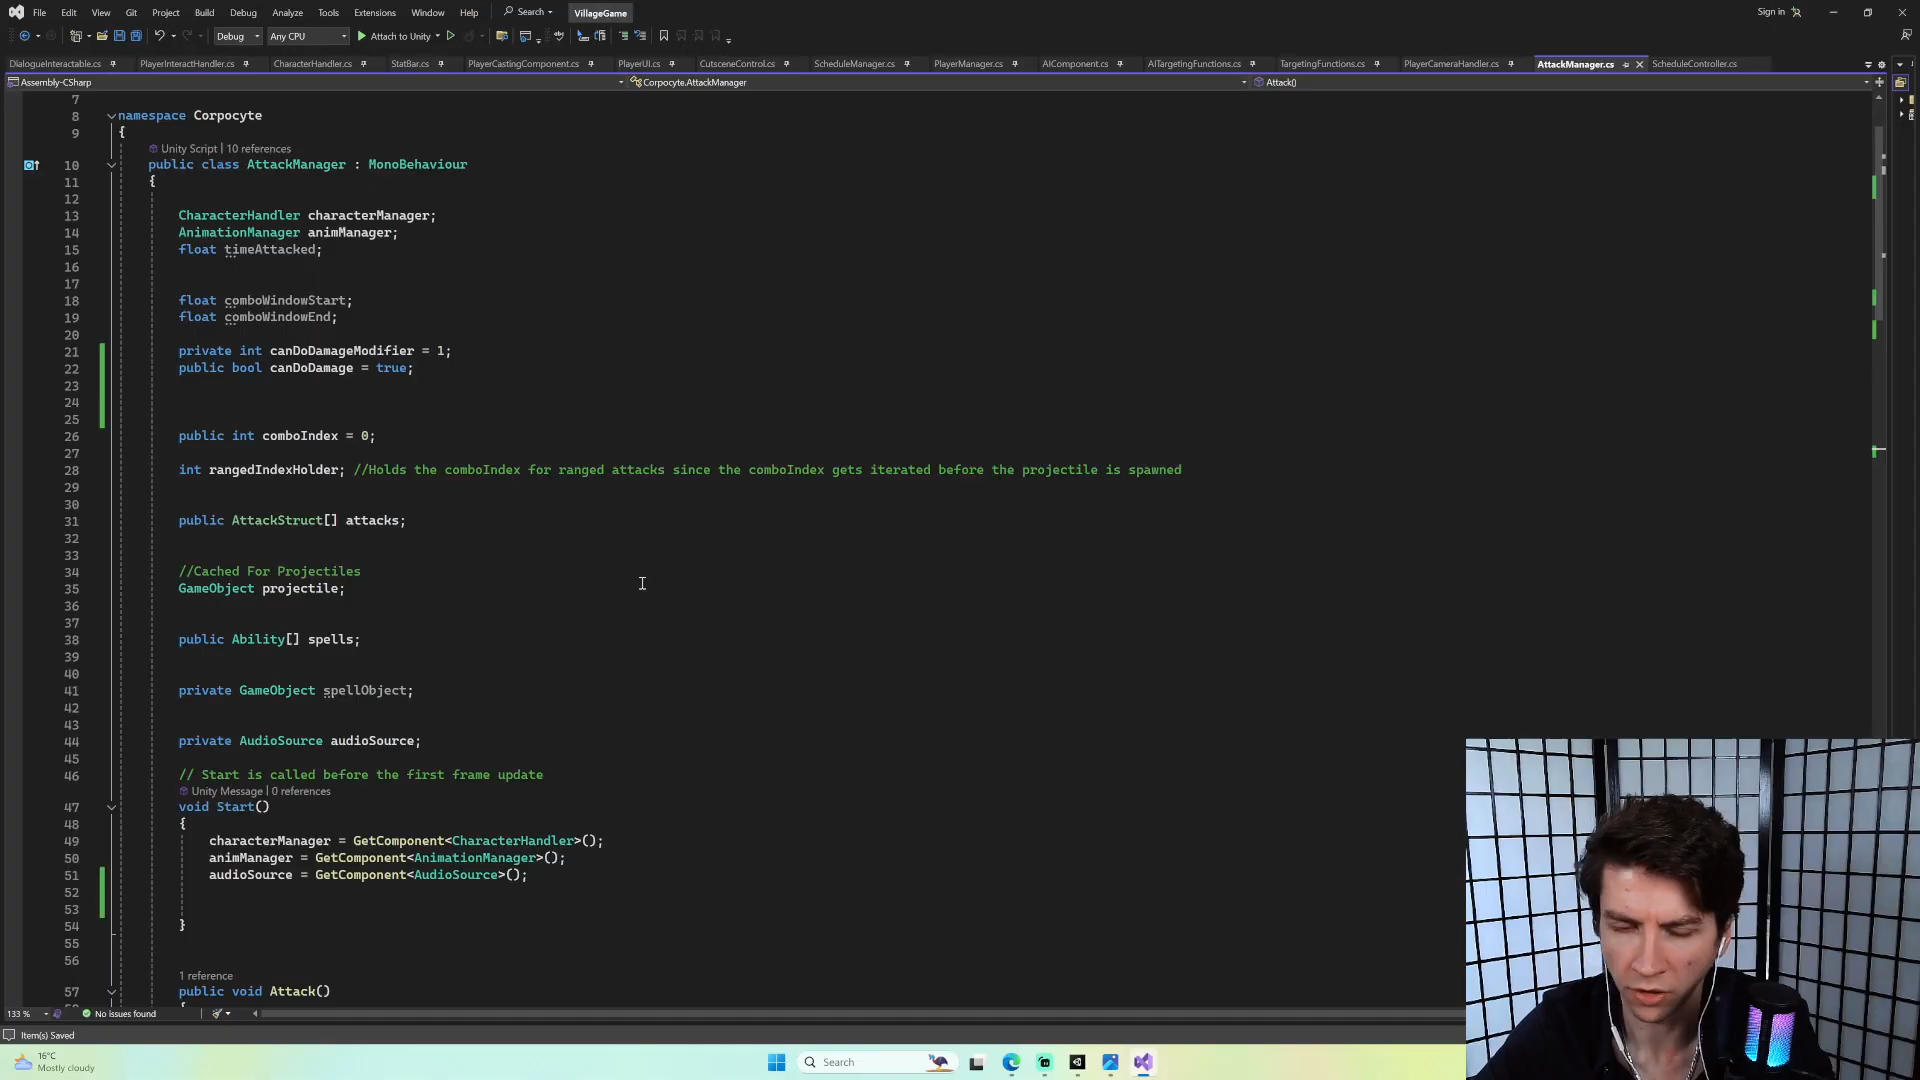 File Edit View Git Project Build Debug Analyze Tools Extensions Window Help Search VillageGame Sign in
Debug Any CPU Attach to Unity
DialogueInteractable.cs PlayerInteractHandler.cs CharacterHandler.cs StatBar.cs PlayerCastingComponent.cs PlayerUI.cs CutsceneControl.cs ScheduleManager.cs PlayerManager.cs AIComponent.cs AITargetingFunctions.cs TargetingFunctions.cs PlayerCameraHandler.cs AttackManager.cs ScheduleController.cs
Assembly-CSharp Corpocyte.AttackManager Attack()
7
8 namespace Corpocyte
9 {
Unity Script | 10 references
10 public class AttackManager : MonoBehaviour
11 {
12
13 CharacterHandler characterManager;
14 AnimationManager animManager;
15 float timeAttacked;
16
17
18 float comboWindowStart;
19 float comboWindowEnd;
20
21 private int canDoDamageModifier = 1;
22 public bool canDoDamage = true;
23
24
25
26 public int comboIndex = 0;
27
28 int rangedIndexHolder; //Holds the comboIndex for ranged attacks since the comboIndex gets iterated before the projectile is spawned
29
30
31 public AttackStruct[] attacks;
32
33
34 //Cached For Projectiles
35 GameObject projectile;
36
37
38 public Ability[] spells;
39
40
41 private GameObject spellObject;
42
43
44 private AudioSource audioSource;
45
46 // Start is called before the first frame update
Unity Message | 0 references
47 void Start()
48 {
49 characterManager = GetComponent<CharacterHandler>();
50 animManager = GetComponent<AnimationManager>();
51 audioSource = GetComponent<AudioSource>();
52
53
54 }
55
56
1 reference
57 public void Attack()
133 % No issues found
Item(s) Saved
16°C
Mostly cloudy
Search